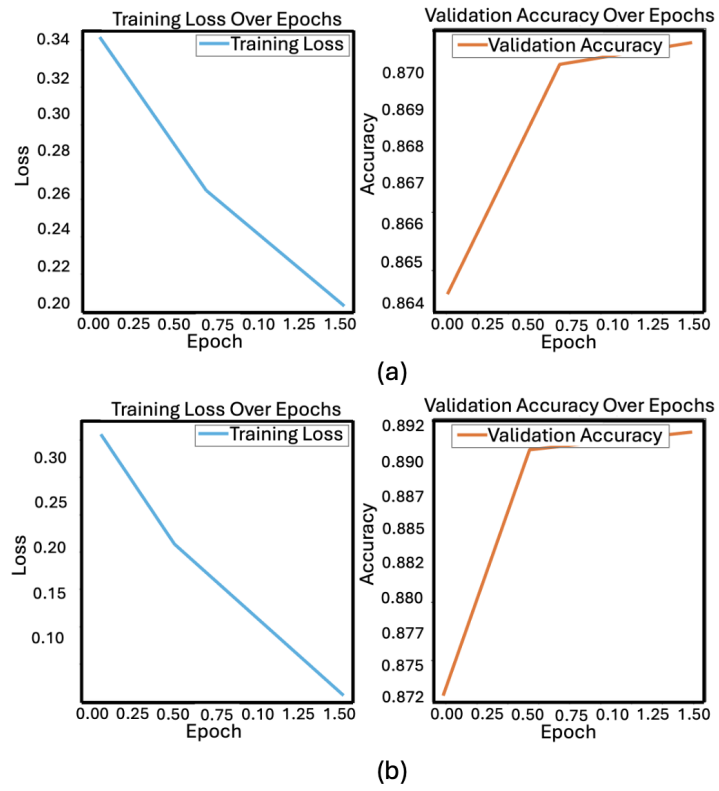 Training Loss Over Epochs
Training Loss
0.34
0.32
0.30
0.28
0.26
0.24
0.22
0.20
Loss
0.00 0.25 0.50 0.75 0.10 1.25 1.50
Epoch
Validation Accuracy Over Epochs
Validation Accuracy
0.870
0.869
0.868
0.867
0.866
0.865
0.864
Accuracy
0.00 0.25 0.50 0.75 0.10 1.25 1.50
Epoch
(a)
Training Loss Over Epochs
Training Loss
0.30
0.25
0.20
0.15
0.10
Loss
0.00 0.25 0.50 0.75 0.10 1.25 1.50
Epoch
Validation Accuracy Over Epochs
Validation Accuracy
0.892
0.890
0.887
0.885
0.882
0.880
0.877
0.875
0.872
Accuracy
0.00 0.25 0.50 0.75 0.10 1.25 1.50
Epoch
(b)